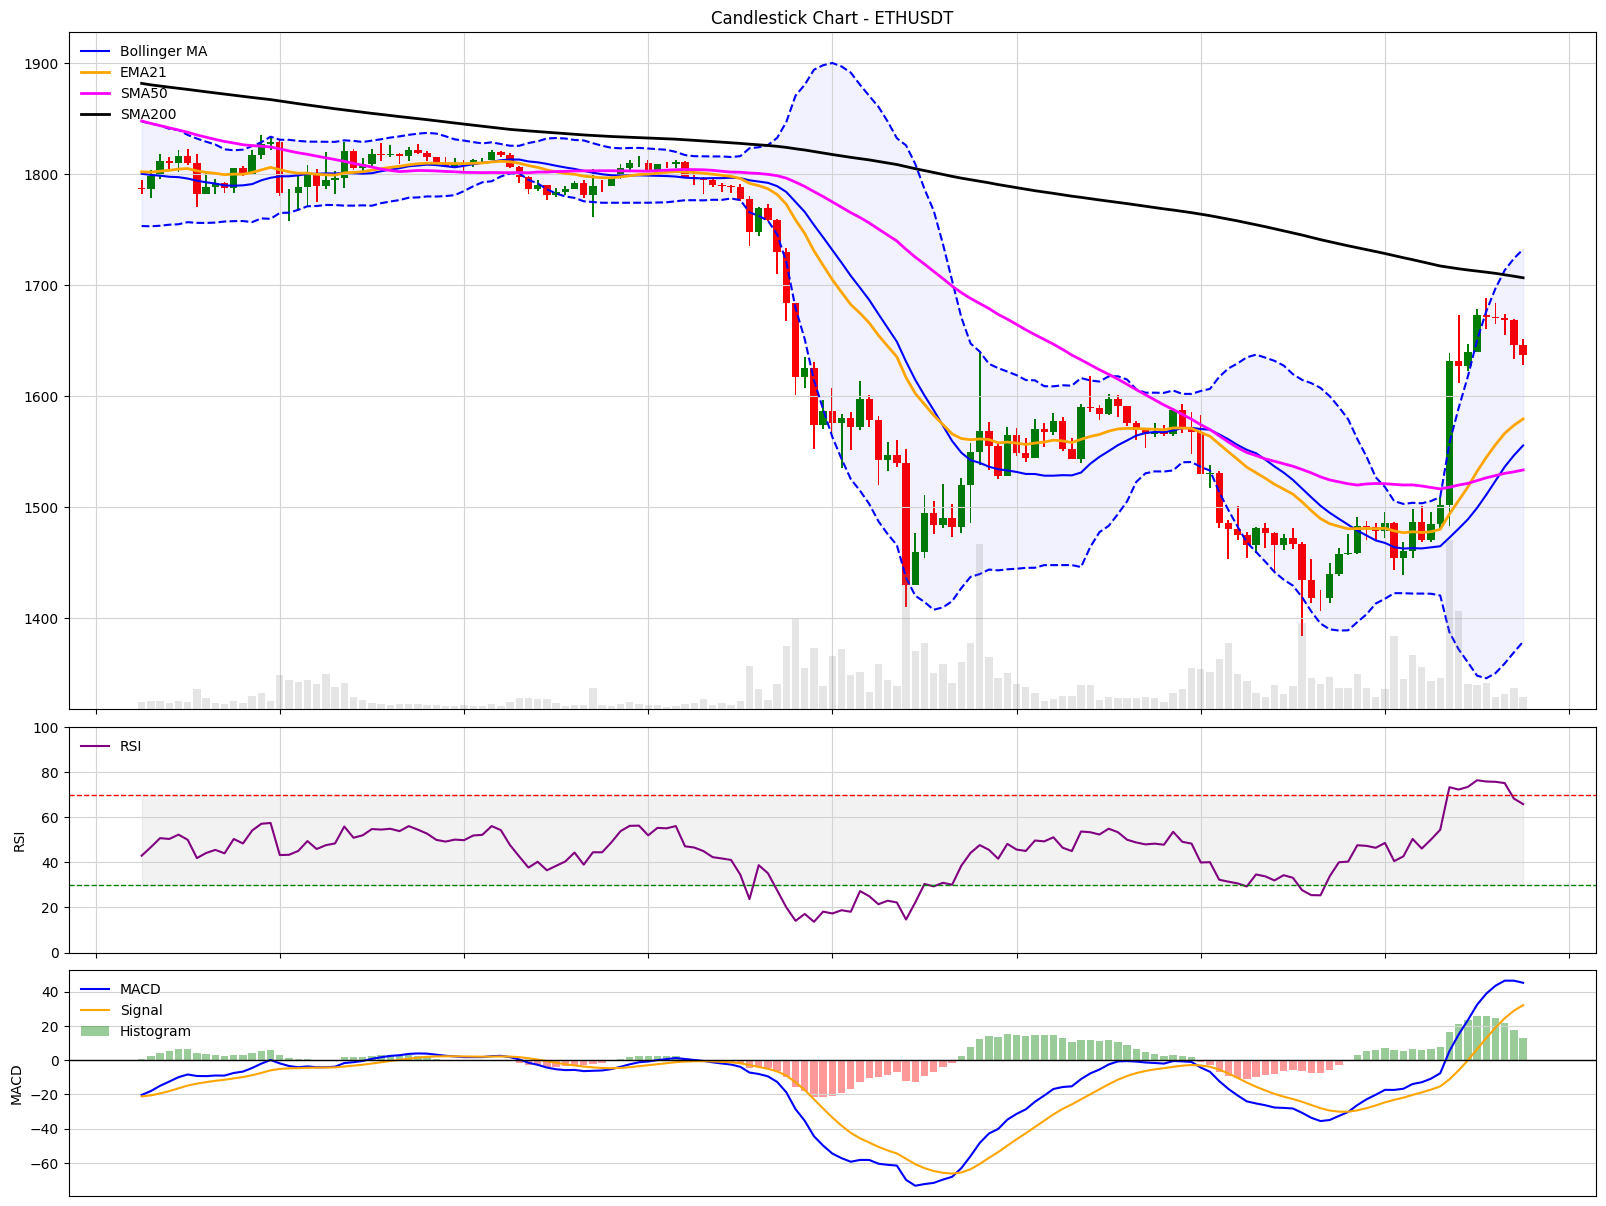 Candlestick Chart - ETHUSDT
Bollinger MA
EMA21
SMA50
SMA200
1900
1800
1700
1600
1500
1400
RSI
100
80
60
40
20
0
RSI
MACD
Signal
Histogram
40
20
0
−20
−40
−60
MACD